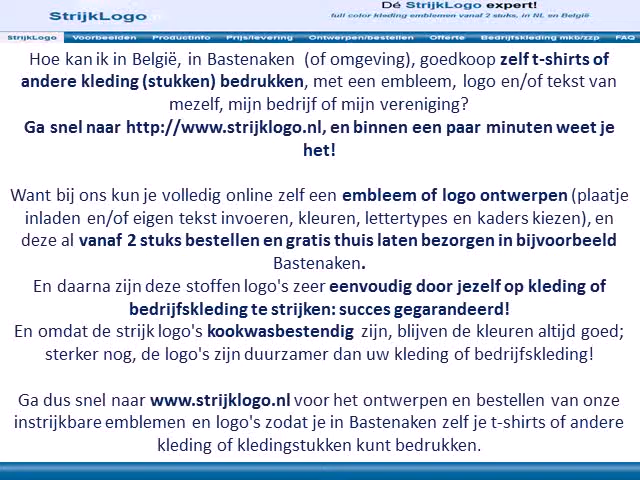 StrijkLogo
Dé StrijkLogo expert!
full color kleding emblemen vanaf 2 stuks, in NL en België
StrijkLogo Voorbeelden Productinfo Prijs/levering Ontwerpen/bestellen Offerte Bedrijfskleding mkb/zzp FAQ
Hoe kan ik in België, in Bastenaken (of omgeving), goedkoop zelf t-shirts of
andere kleding (stukken) bedrukken, met een embleem, logo en/of tekst van
mezelf, mijn bedrijf of mijn vereniging?
Ga snel naar http://www.strijklogo.nl, en binnen een paar minuten weet je
het!
Want bij ons kun je volledig online zelf een embleem of logo ontwerpen (plaatje
inladen en/of eigen tekst invoeren, kleuren, lettertypes en kaders kiezen), en
deze al vanaf 2 stuks bestellen en gratis thuis laten bezorgen in bijvoorbeeld
Bastenaken.
En daarna zijn deze stoffen logo's zeer eenvoudig door jezelf op kleding of
bedrijfskleding te strijken: succes gegarandeerd!
En omdat de strijk logo's kookwasbestendig zijn, blijven de kleuren altijd goed;
sterker nog, de logo's zijn duurzamer dan uw kleding of bedrijfskleding!
Ga dus snel naar www.strijklogo.nl voor het ontwerpen en bestellen van onze
instrijkbare emblemen en logo's zodat je in Bastenaken zelf je t-shirts of andere
kleding of kledingstukken kunt bedrukken.